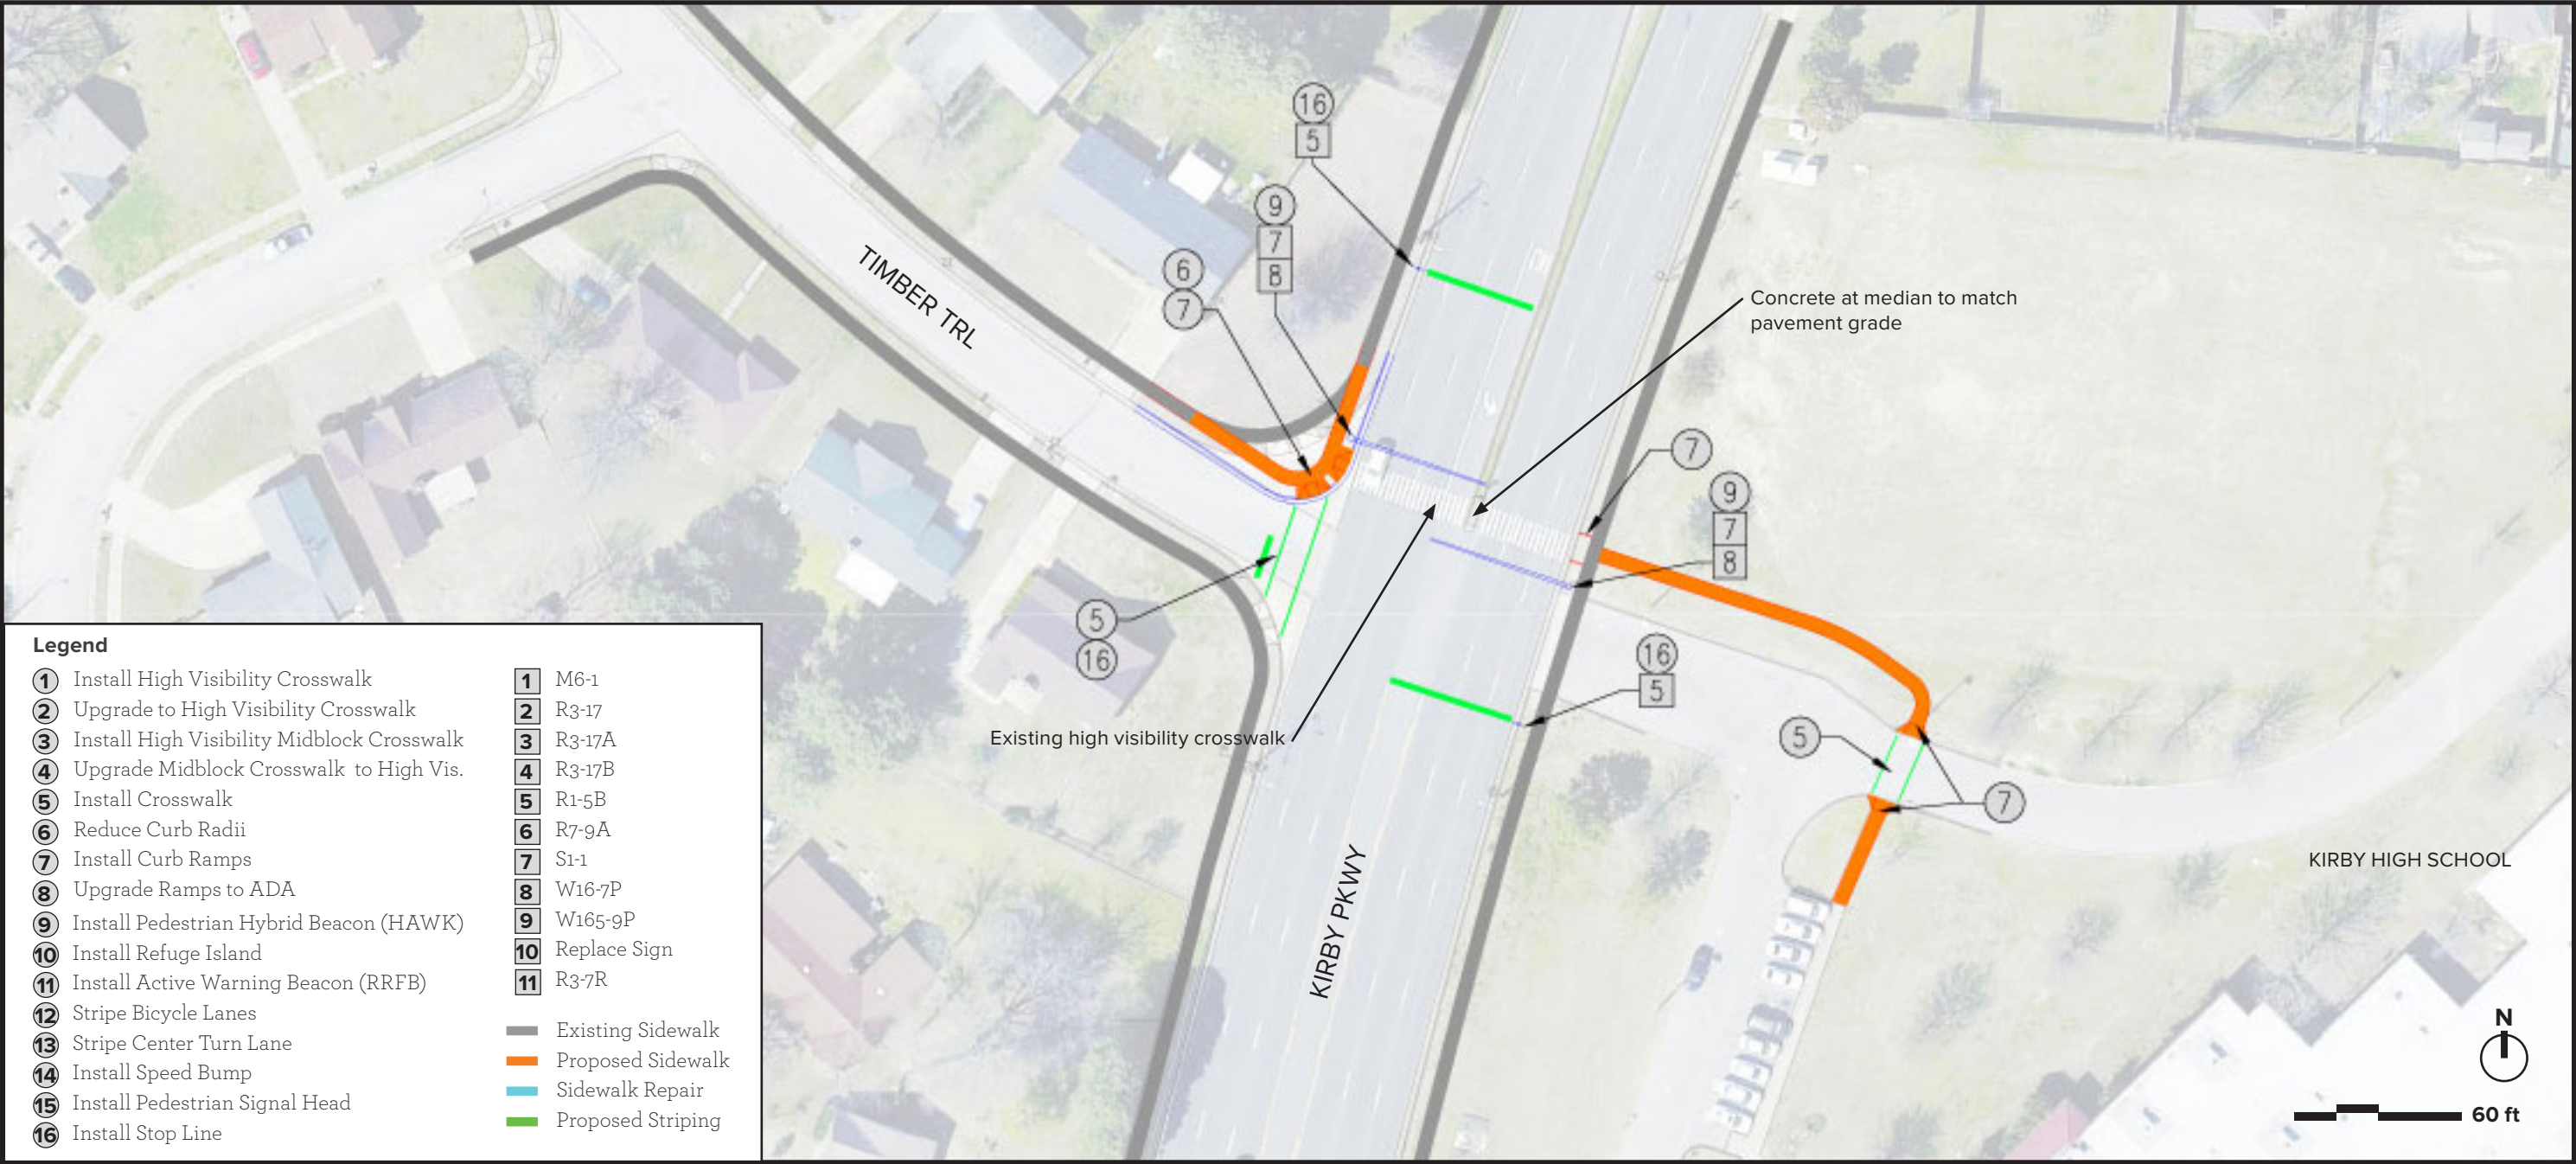 16
5
9
7
8
6
7
TIMBER TRL
Concrete at median to match
pavement grade
7
9
7
8
5
16
16
5
Existing high visibility crosswalk
5
7
KIRBY PKWY
KIRBY HIGH SCHOOL
N
60 ft
Legend
1 Install High Visibility Crosswalk
2 Upgrade to High Visibility Crosswalk
3 Install High Visibility Midblock Crosswalk
4 Upgrade Midblock Crosswalk to High Vis.
5 Install Crosswalk
6 Reduce Curb Radii
7 Install Curb Ramps
8 Upgrade Ramps to ADA
9 Install Pedestrian Hybrid Beacon (HAWK)
10 Install Refuge Island
11 Install Active Warning Beacon (RRFB)
12 Stripe Bicycle Lanes
13 Stripe Center Turn Lane
14 Install Speed Bump
15 Install Pedestrian Signal Head
16 Install Stop Line
1 M6-1
2 R3-17
3 R3-17A
4 R3-17B
5 R1-5B
6 R7-9A
7 S1-1
8 W16-7P
9 W165-9P
10 Replace Sign
11 R3-7R
Existing Sidewalk
Proposed Sidewalk
Sidewalk Repair
Proposed Striping